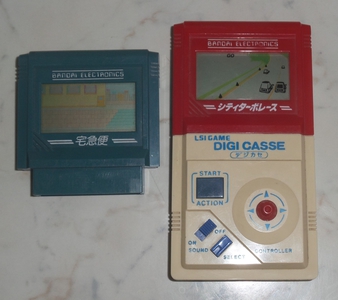 BANDAI ELECTRONICS
宅急便
BANDAI ELECTRONICS
シティターボレース
LSI GAME
DIGI CASSE
デジカセ
START
ACTION
OFF
ON
SOUND
SELECT
CONTROLLER